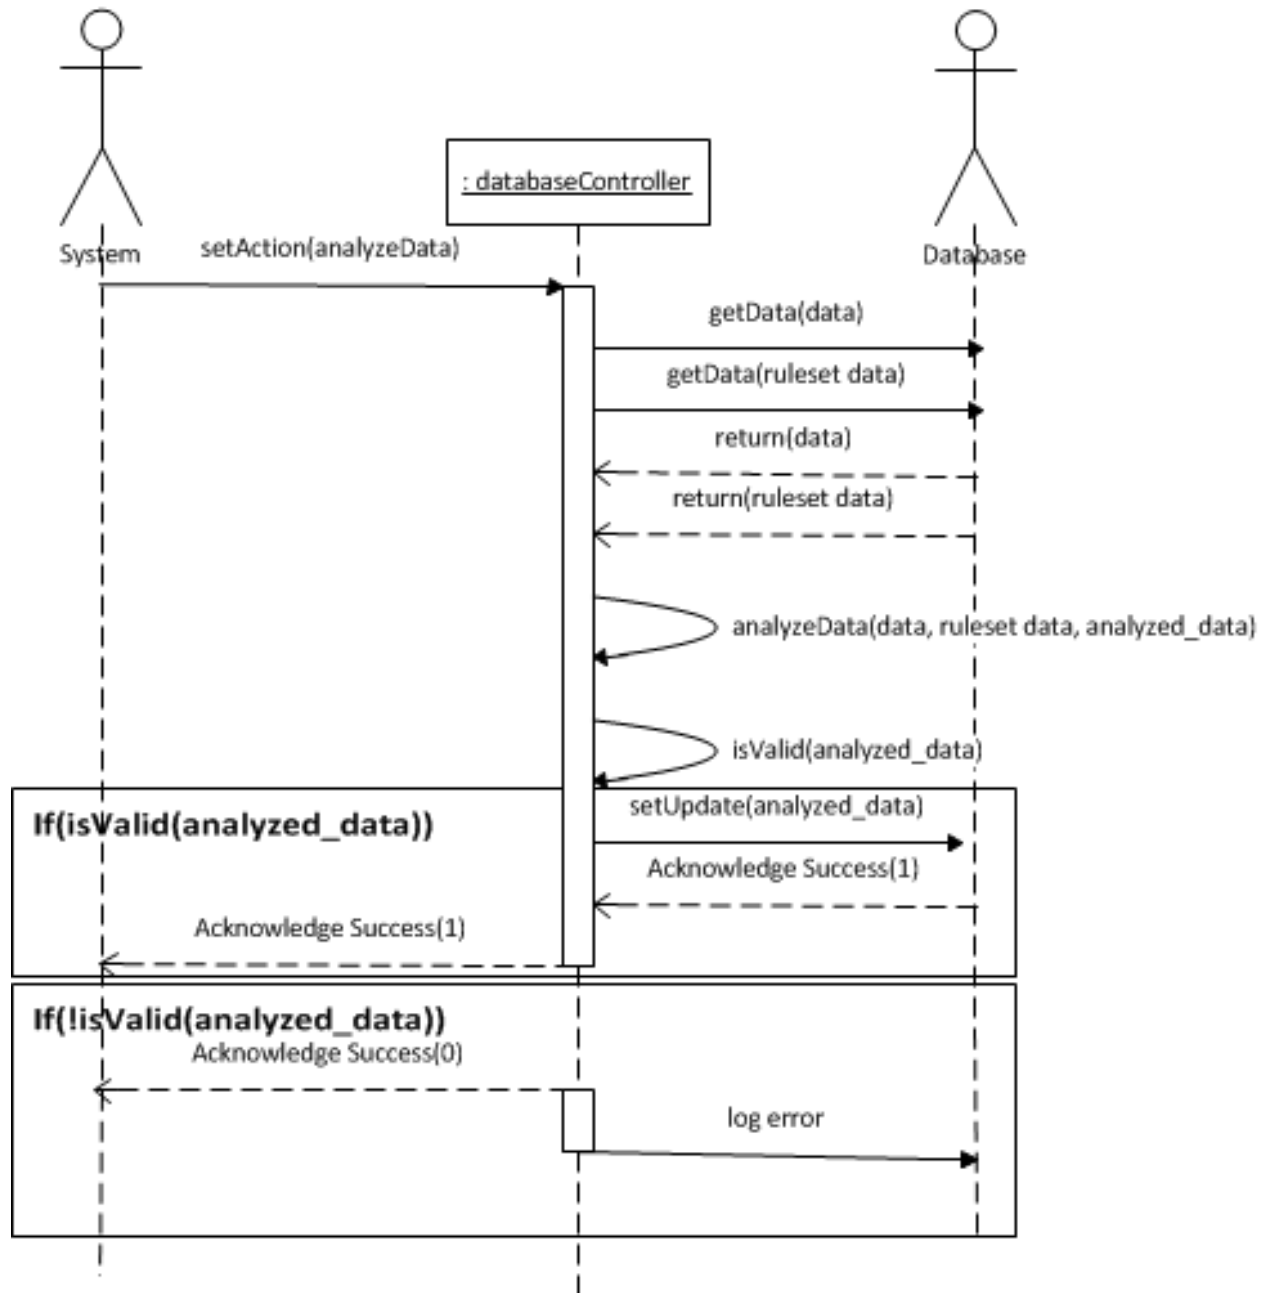 : databaseController
System
setAction(analyzeData)
Database
getData(data)
getData(ruleset data)
return(data)
return(ruleset data)
analyzeData(data, ruleset data, analyzed_data)
isValid(analyzed_data)
setUpdate(analyzed_data)
If(isValid(analyzed_data))
Acknowledge Success(1)
Acknowledge Success(1)
If(!isValid(analyzed_data))
Acknowledge Success(0)
log error